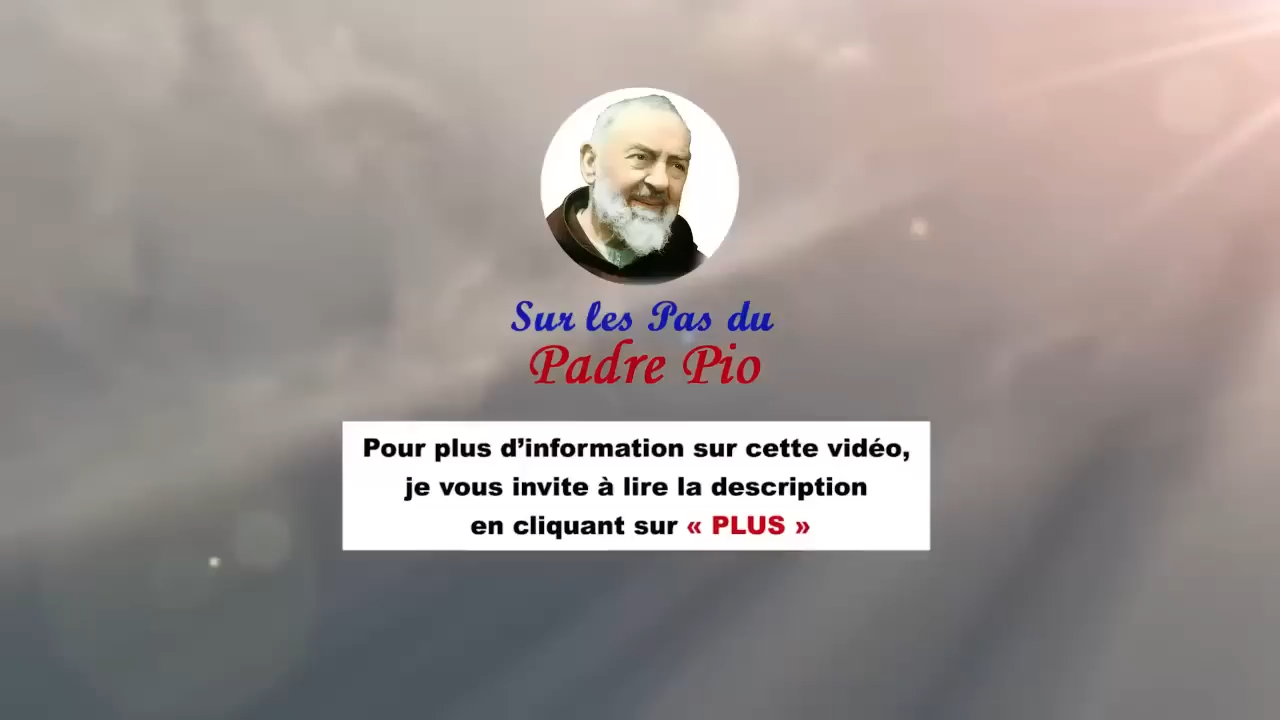 Sur les Pas du
Padre Pio
Pour plus d’information sur cette vidéo,
je vous invite à lire la description
en cliquant sur « PLUS »